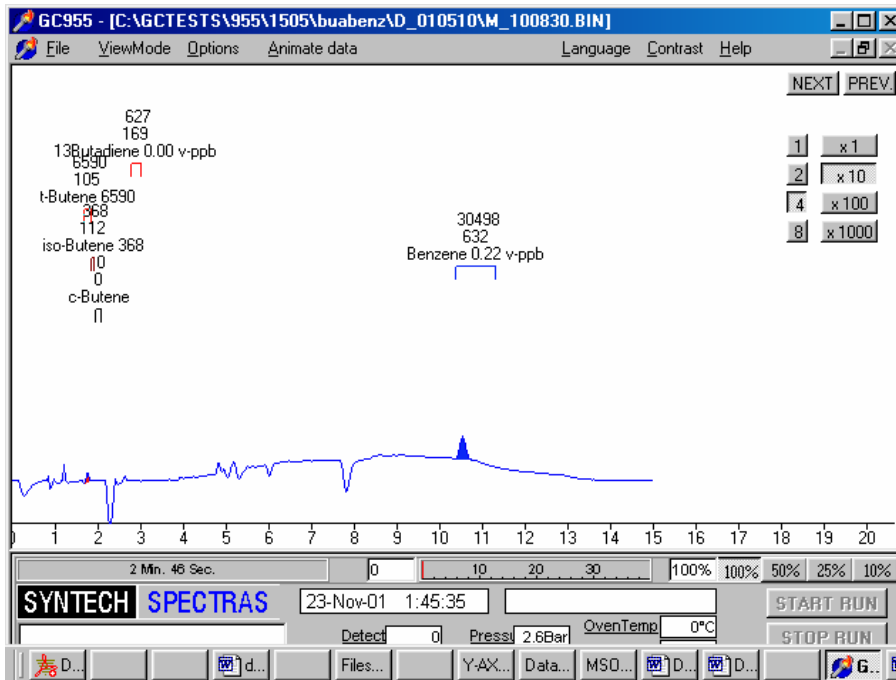 GC955 - [C:\GCTESTS\955\1505\buabenz\D_010510\M_100830.BIN]
File ViewMode Options Animate data Language Contrast Help
NEXT PREV.
627
169
13Butadiene 0.00 v-ppb
6590
105
t-Butene 6590
368
112
iso-Butene 368
0
0
c-Butene
30498
632
Benzene 0.22 v-ppb
1 x 1
2 x 10
4 x 100
8 x 1000
0 1 2 3 4 5 6 7 8 9 10 11 12 13 14 15 16 17 18 19 20
2 Min. 46 Sec. 0 10 20 30 100% 100% 50% 25% 10%
SYNTECH SPECTRAS 23-Nov-01 1:45:35 START RUN
Detect 0 Pressu 2.6Bar OvenTemp 0°C STOP RUN
D... d... Files... Y-AX... Data... MSO... D... D... G..